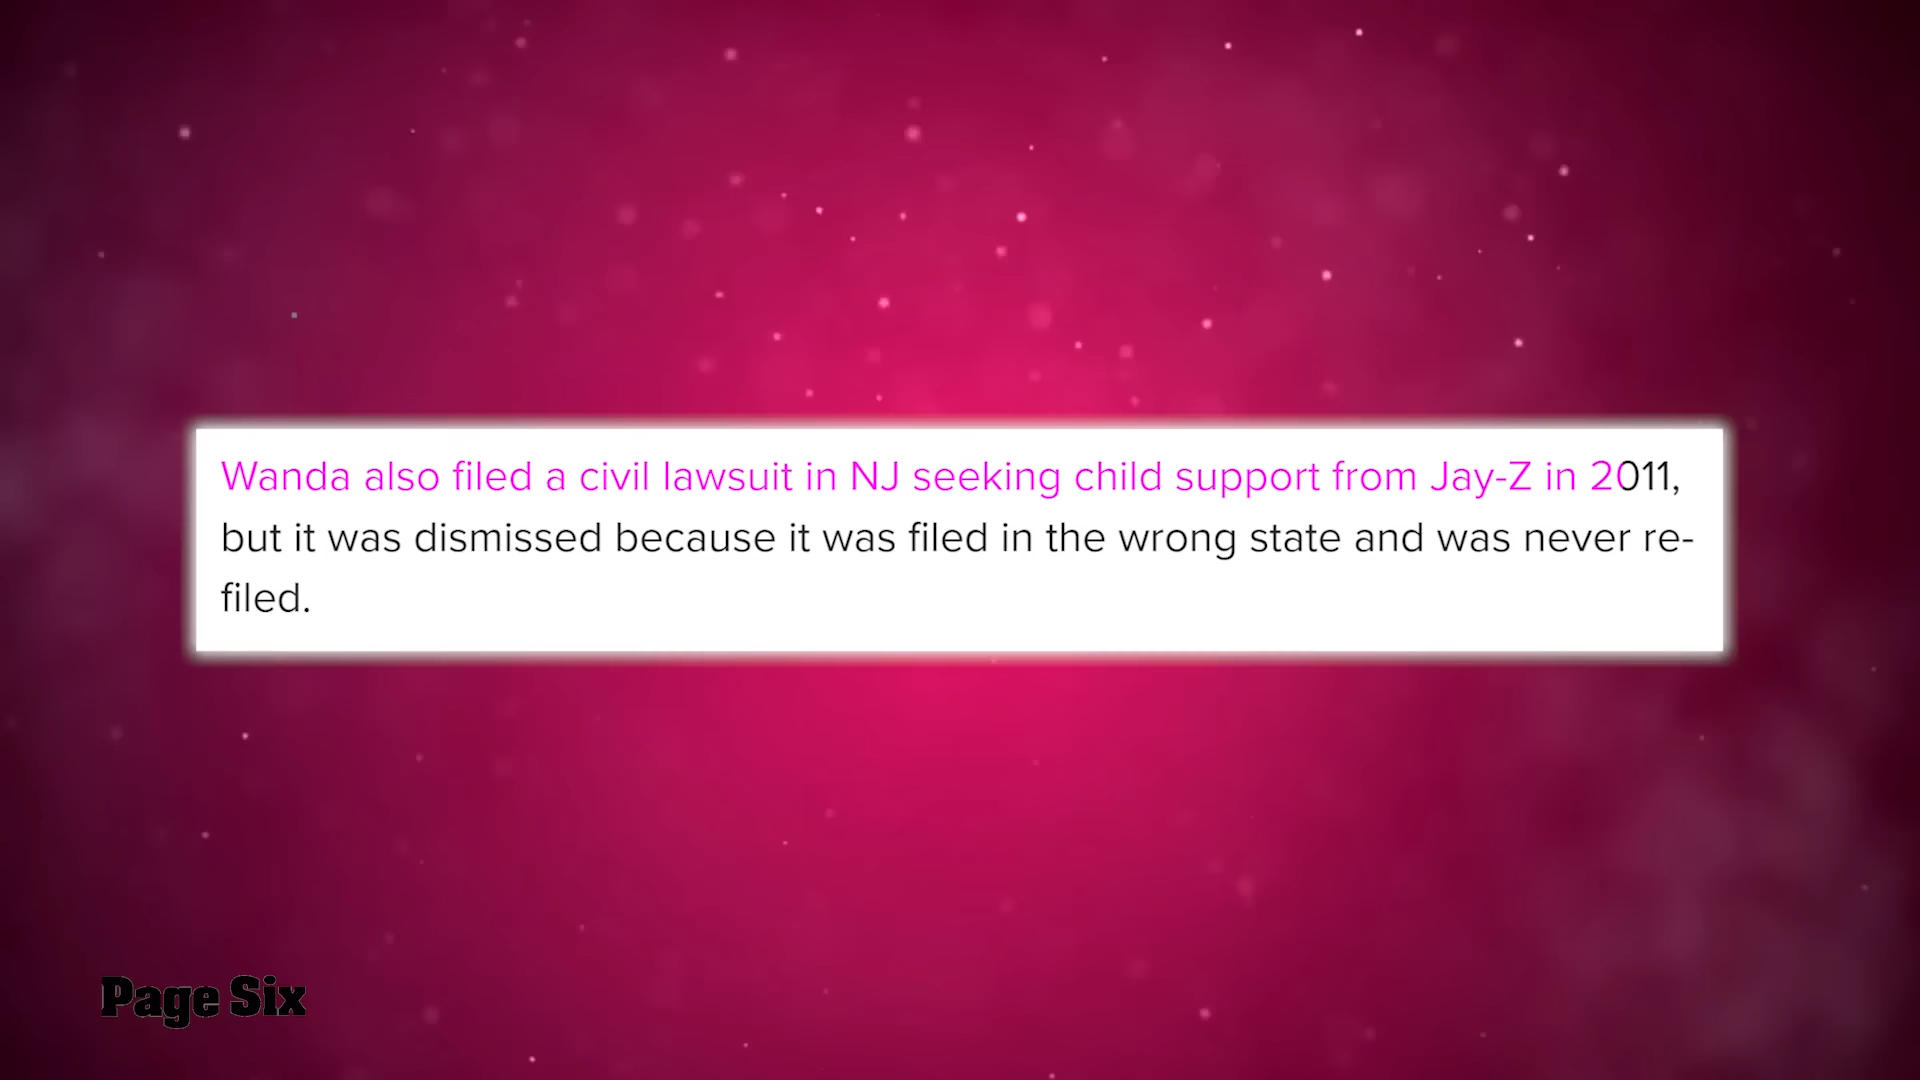 Wanda also filed a civil lawsuit in NJ seeking child support from Jay-Z in 2011,
but it was dismissed because it was filed in the wrong state and was never re-
filed.
Page Six